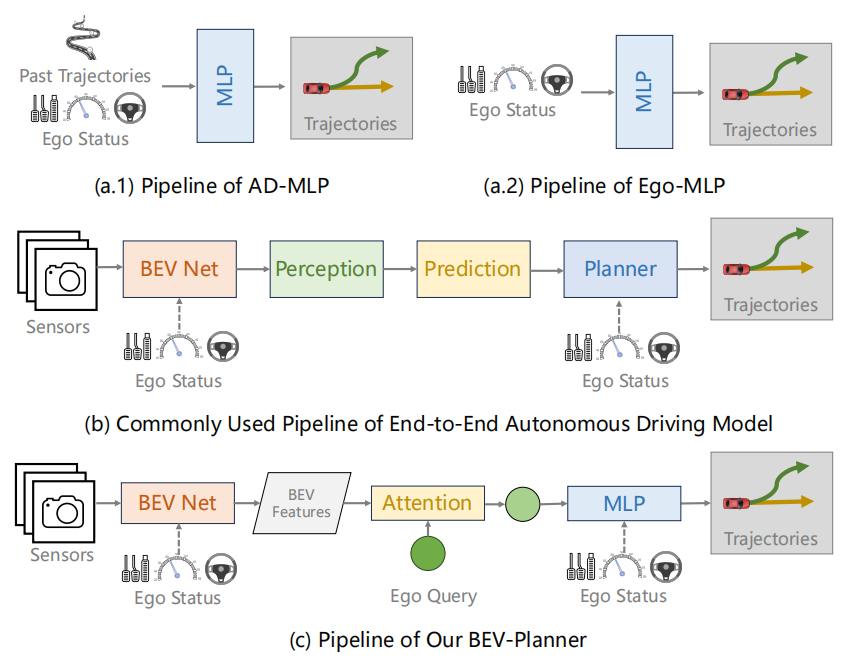 Past Trajectories
Ego Status
MLP
Trajectories
(a.1) Pipeline of AD-MLP
Ego Status
MLP
Trajectories
(a.2) Pipeline of Ego-MLP
Sensors
BEV Net
Ego Status
Perception
Prediction
Planner
Ego Status
Trajectories
(b) Commonly Used Pipeline of End-to-End Autonomous Driving Model
Sensors
BEV Net
Ego Status
BEV
Features
Attention
Ego Query
MLP
Ego Status
Trajectories
(c) Pipeline of Our BEV-Planner